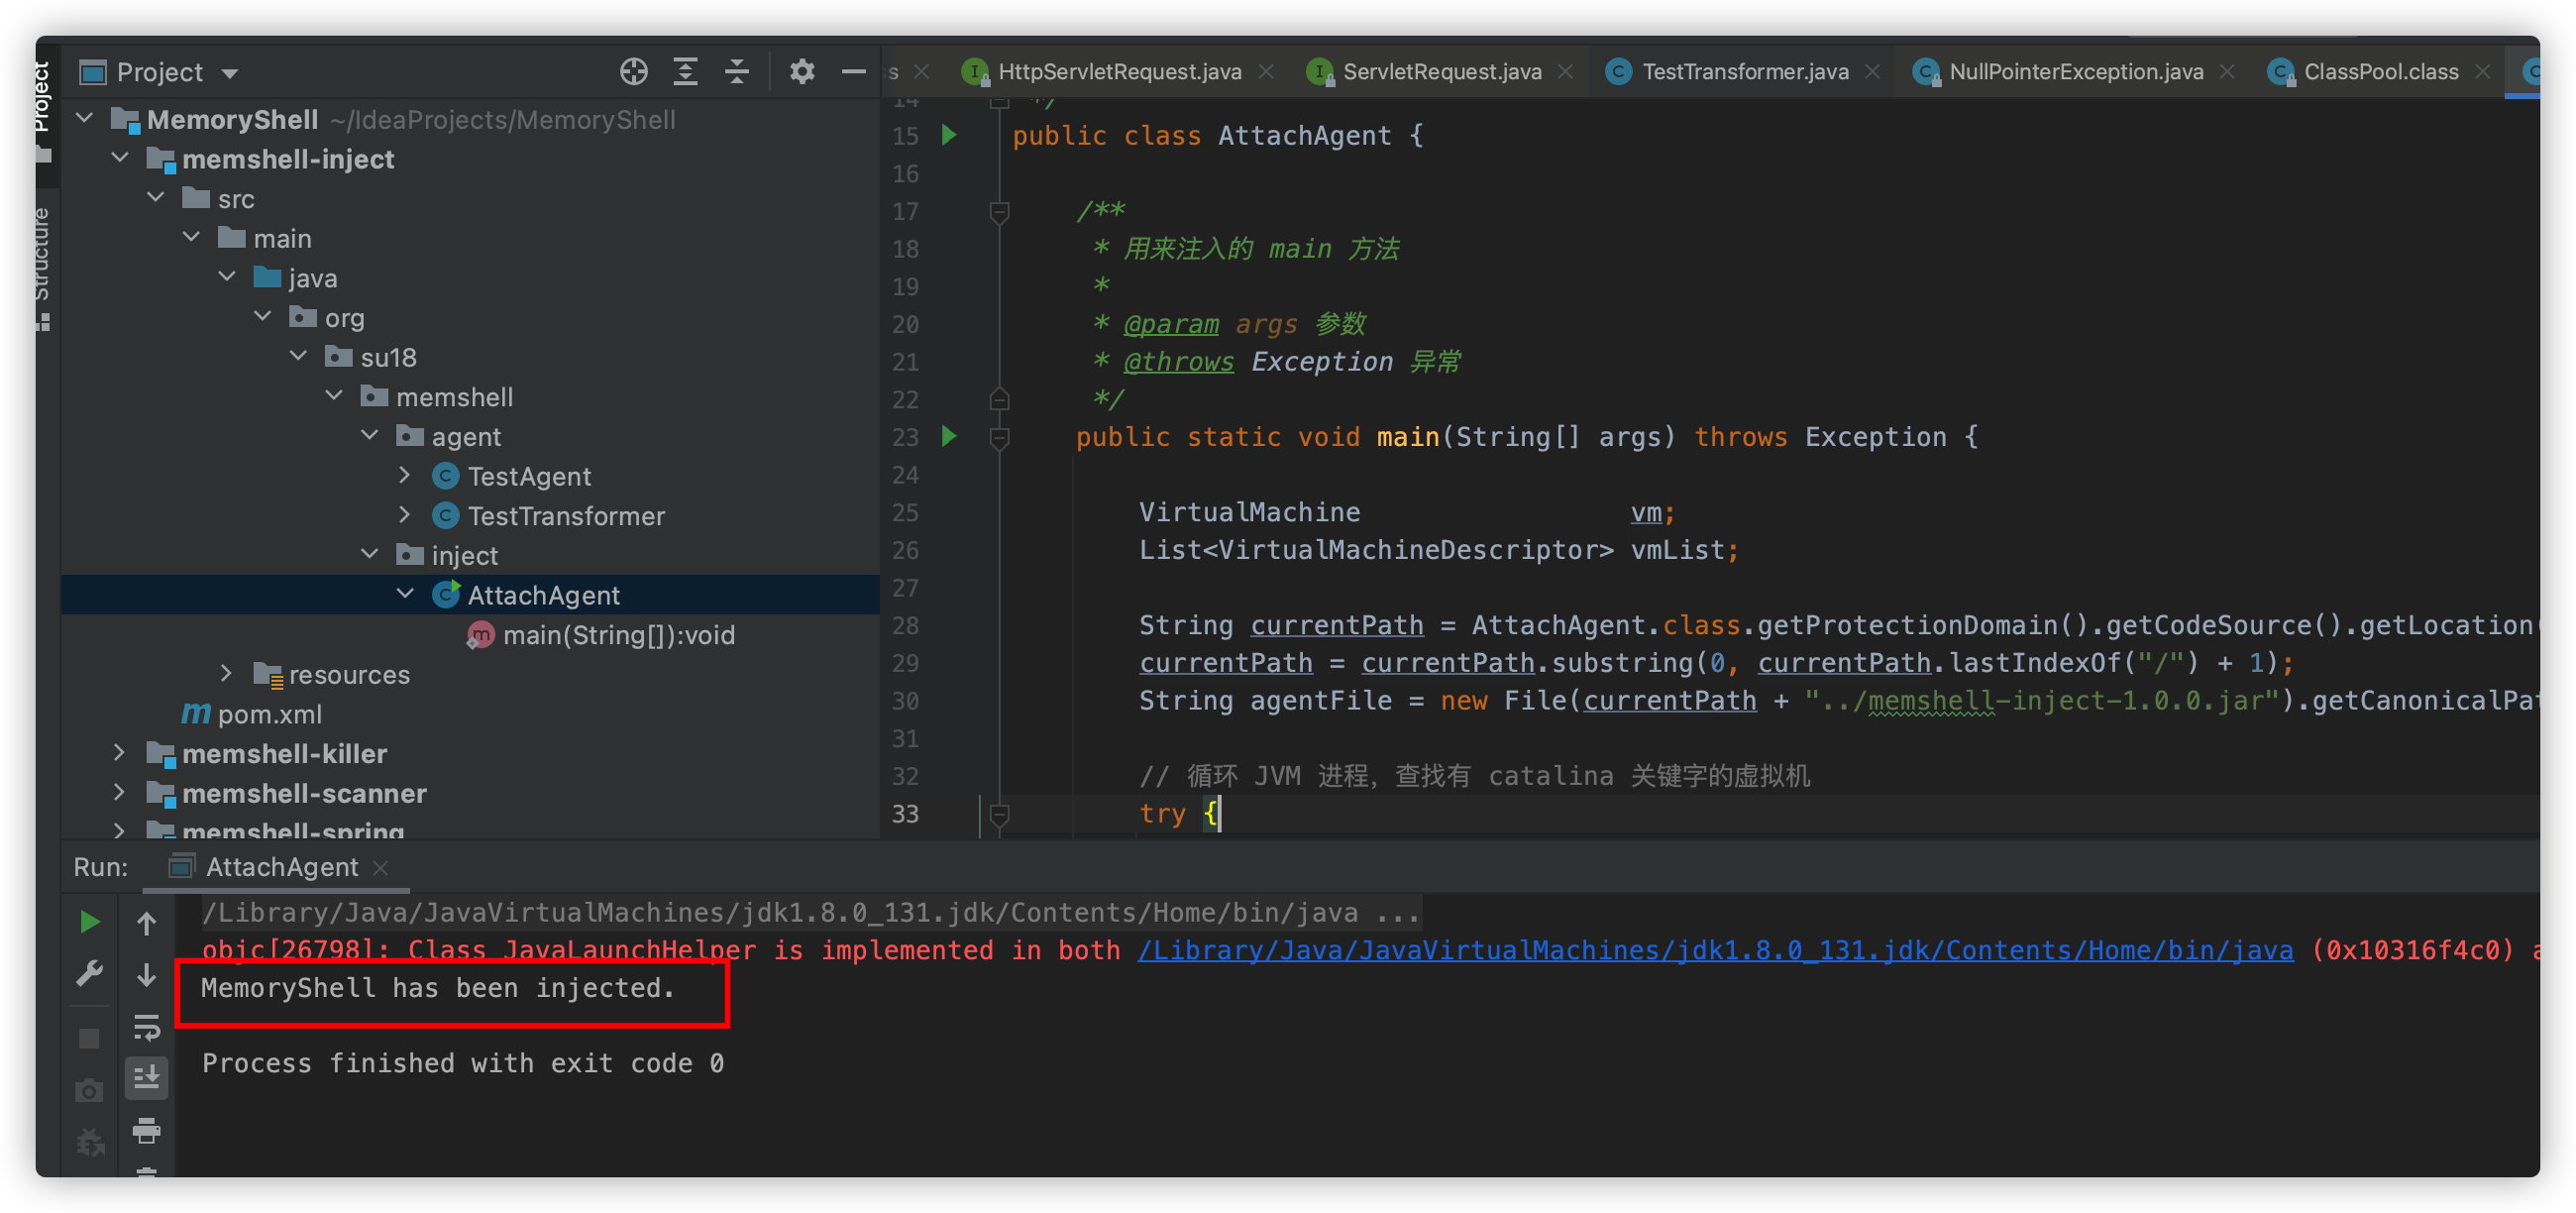 Project
Structure
Project
MemoryShell ~/IdeaProjects/MemoryShell
memshell-inject
src
main
java
org
su18
memshell
agent
TestAgent
TestTransformer
inject
AttachAgent
main(String[]):void
resources
pom.xml
memshell-killer
memshell-scanner
memshell-spring
s HttpServletRequest.java ServletRequest.java TestTransformer.java NullPointerException.java ClassPool.class
14 */
15 public class AttachAgent {
16
17 /**
18 * 用来注入的 main 方法
19 *
20 * @param args 参数
21 * @throws Exception 异常
22 */
23 public static void main(String[] args) throws Exception {
24
25 VirtualMachine vm;
26 List<VirtualMachineDescriptor> vmList;
27
28 String currentPath = AttachAgent.class.getProtectionDomain().getCodeSource().getLocation(
29 currentPath = currentPath.substring(0, currentPath.lastIndexOf("/") + 1);
30 String agentFile = new File(currentPath + "../memshell-inject-1.0.0.jar").getCanonicalPat
31
32 // 循环 JVM 进程，查找有 catalina 关键字的虚拟机
33 try {
Run: AttachAgent
/Library/Java/JavaVirtualMachines/jdk1.8.0_131.jdk/Contents/Home/bin/java ...
objc[26798]: Class JavaLaunchHelper is implemented in both /Library/Java/JavaVirtualMachines/jdk1.8.0_131.jdk/Contents/Home/bin/java (0x10316f4c0) a
MemoryShell has been injected.
Process finished with exit code 0